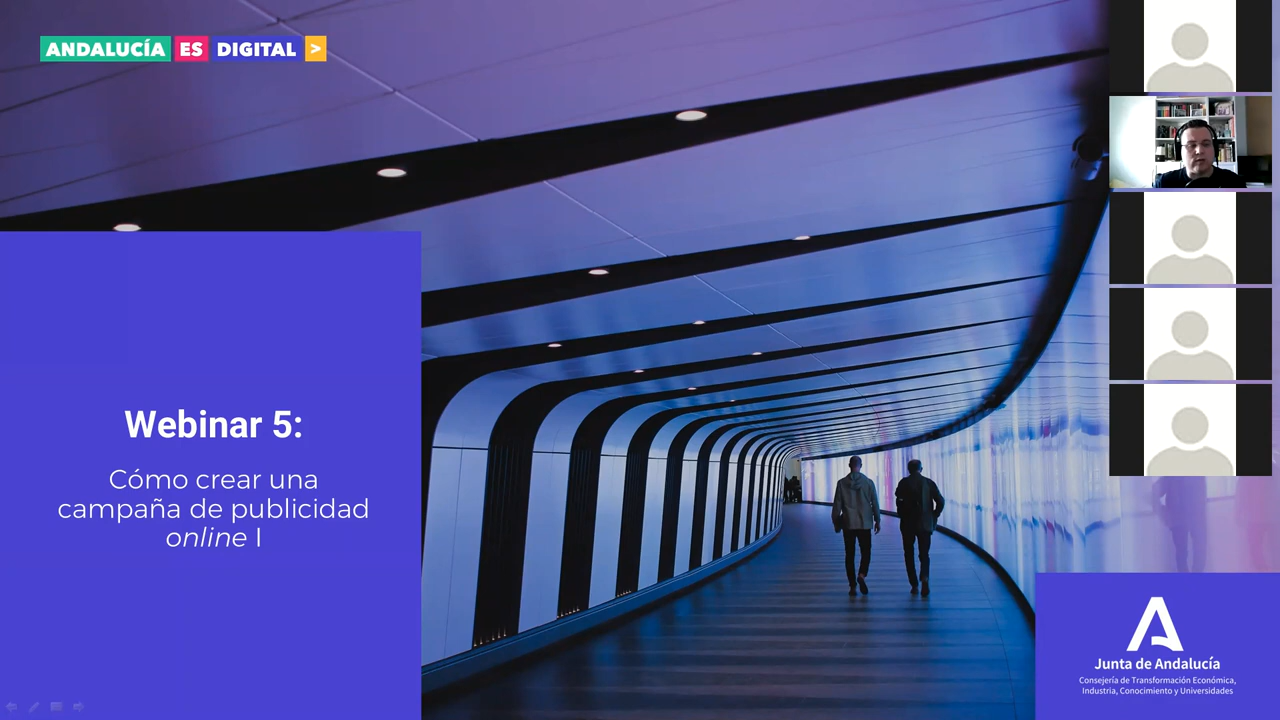 ANDALUCÍA ES DIGITAL >
Webinar 5:
Cómo crear una
campaña de publicidad
online I
Junta de Andalucía
Consejería de Transformación Económica,
Industria, Conocimiento y Universidades